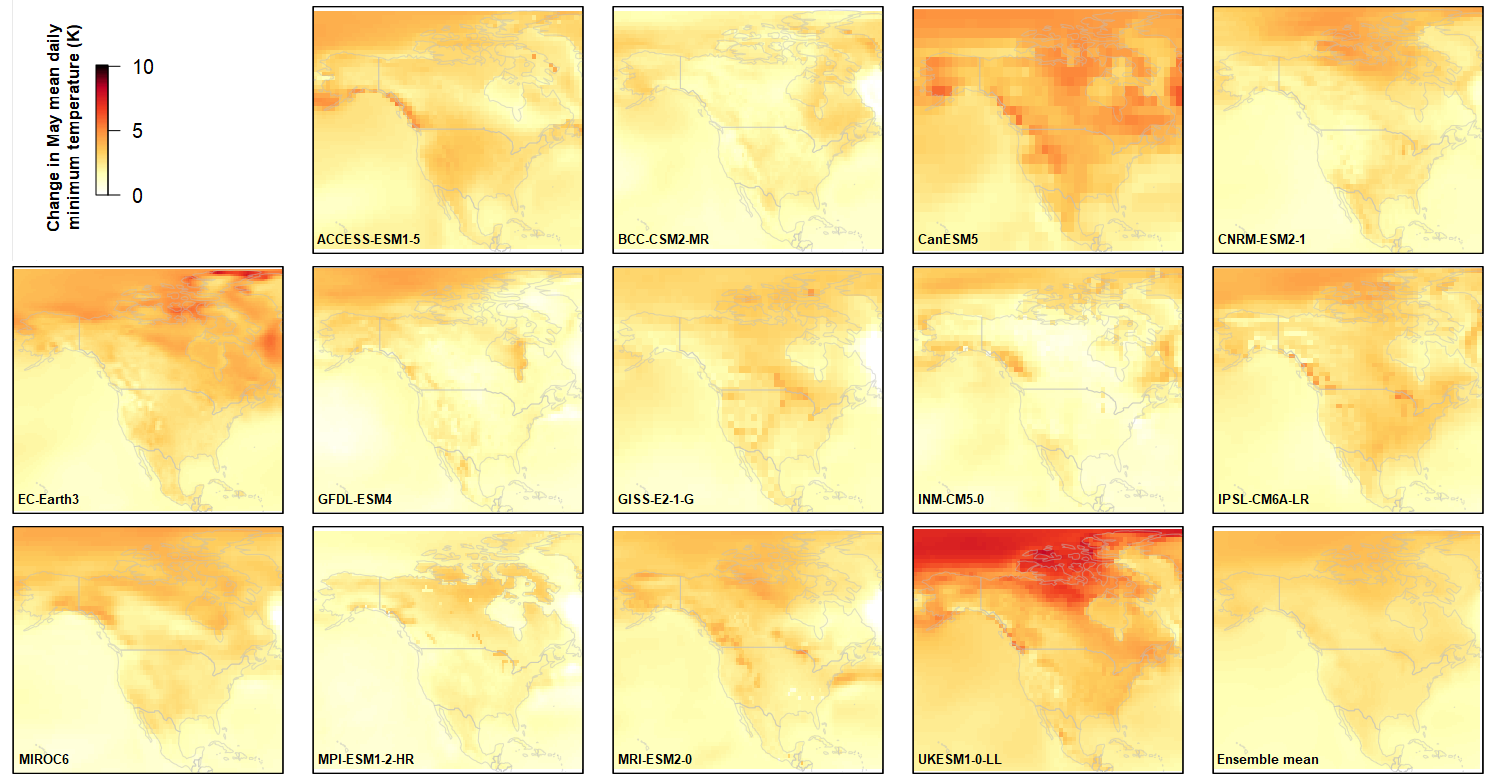 Change in May mean daily
minimum temperature (K)
10
5
0
ACCESS-ESM1-5
BCC-CSM2-MR
CanESM5
CNRM-ESM2-1
EC-Earth3
GFDL-ESM4
GISS-E2-1-G
INM-CM5-0
IPSL-CM6A-LR
MIROC6
MPI-ESM1-2-HR
MRI-ESM2-0
UKESM1-0-LL
Ensemble mean